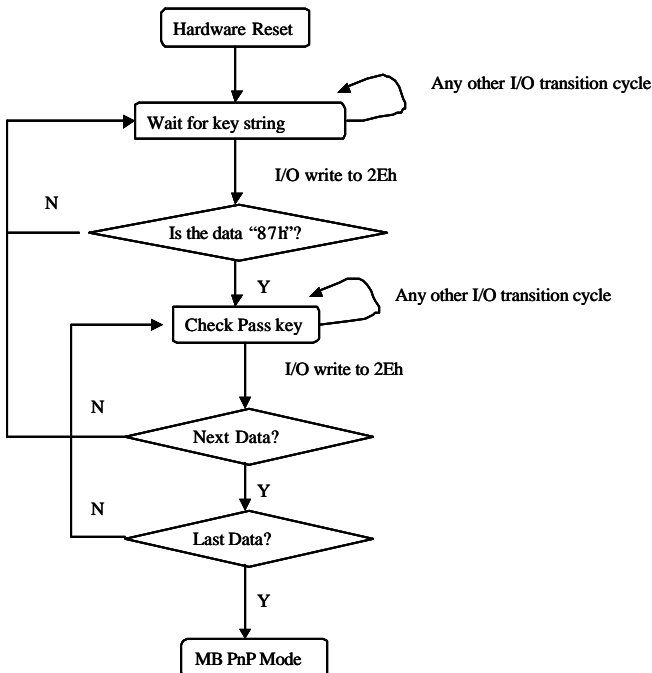 Hardware Reset
Any other I/O transition cycle
Wait for key string
I/O write to 2Eh
N
Is the data “87h”?
Y
Any other I/O transition cycle
Check Pass key
I/O write to 2Eh
N
Next Data?
Y
N
Last Data?
Y
MB PnP Mode